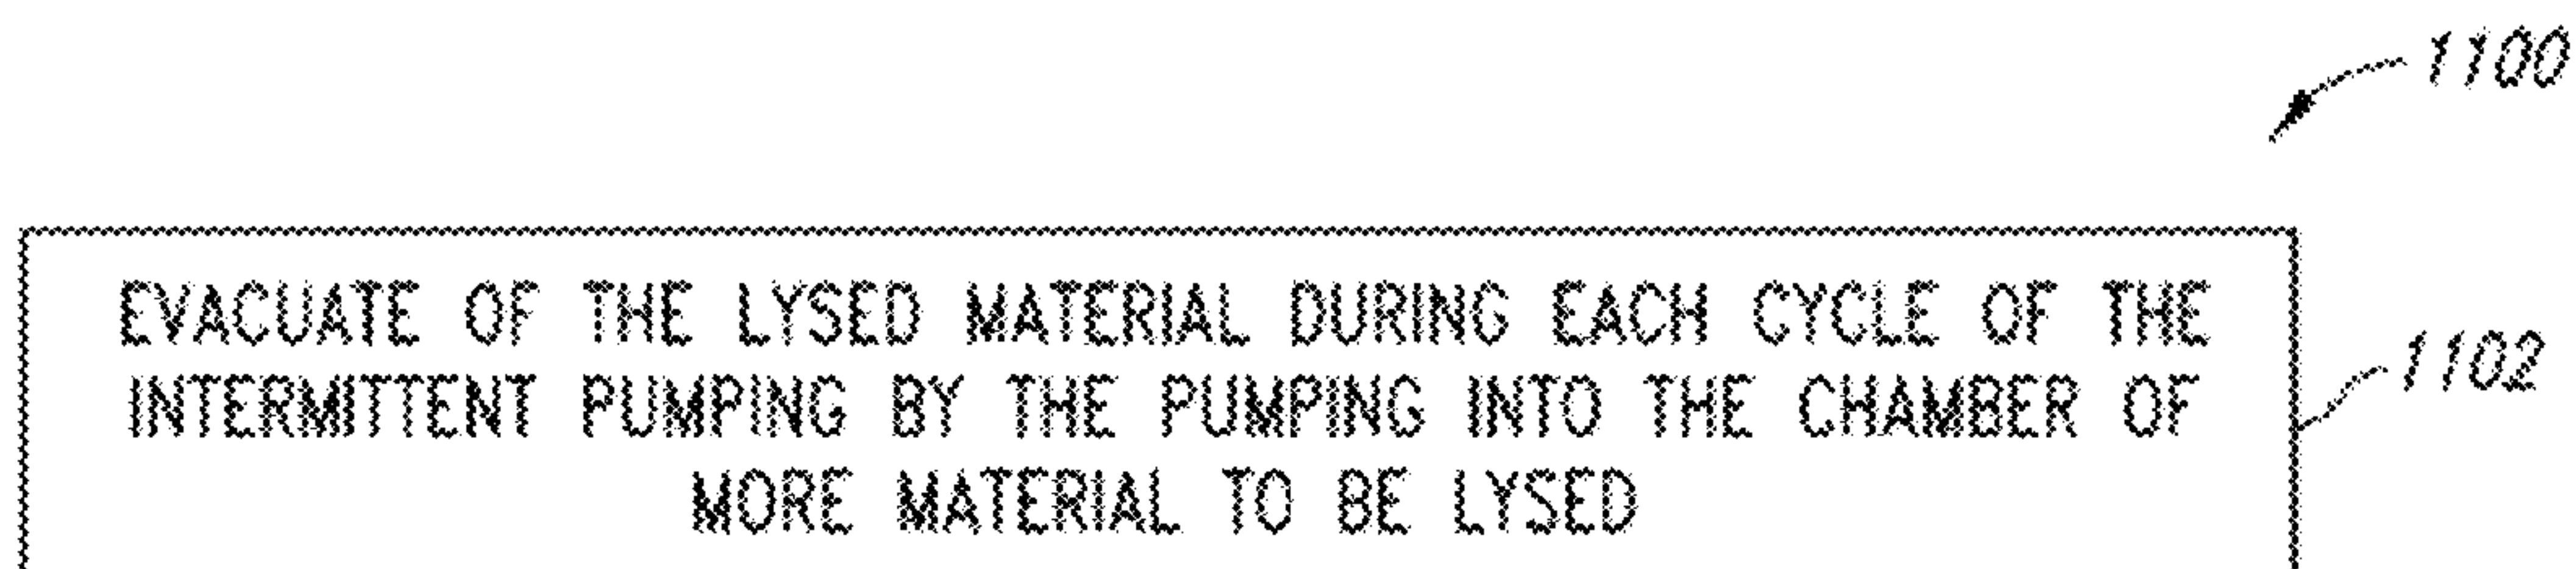 1100
EVACUATE OF THE LYSED MATERIAL DURING EACH CYCLE OF THE
INTERMITTENT PUMPING BY THE PUMPING INTO THE CHAMBER OF
MORE MATERIAL TO BE LYSED
1102